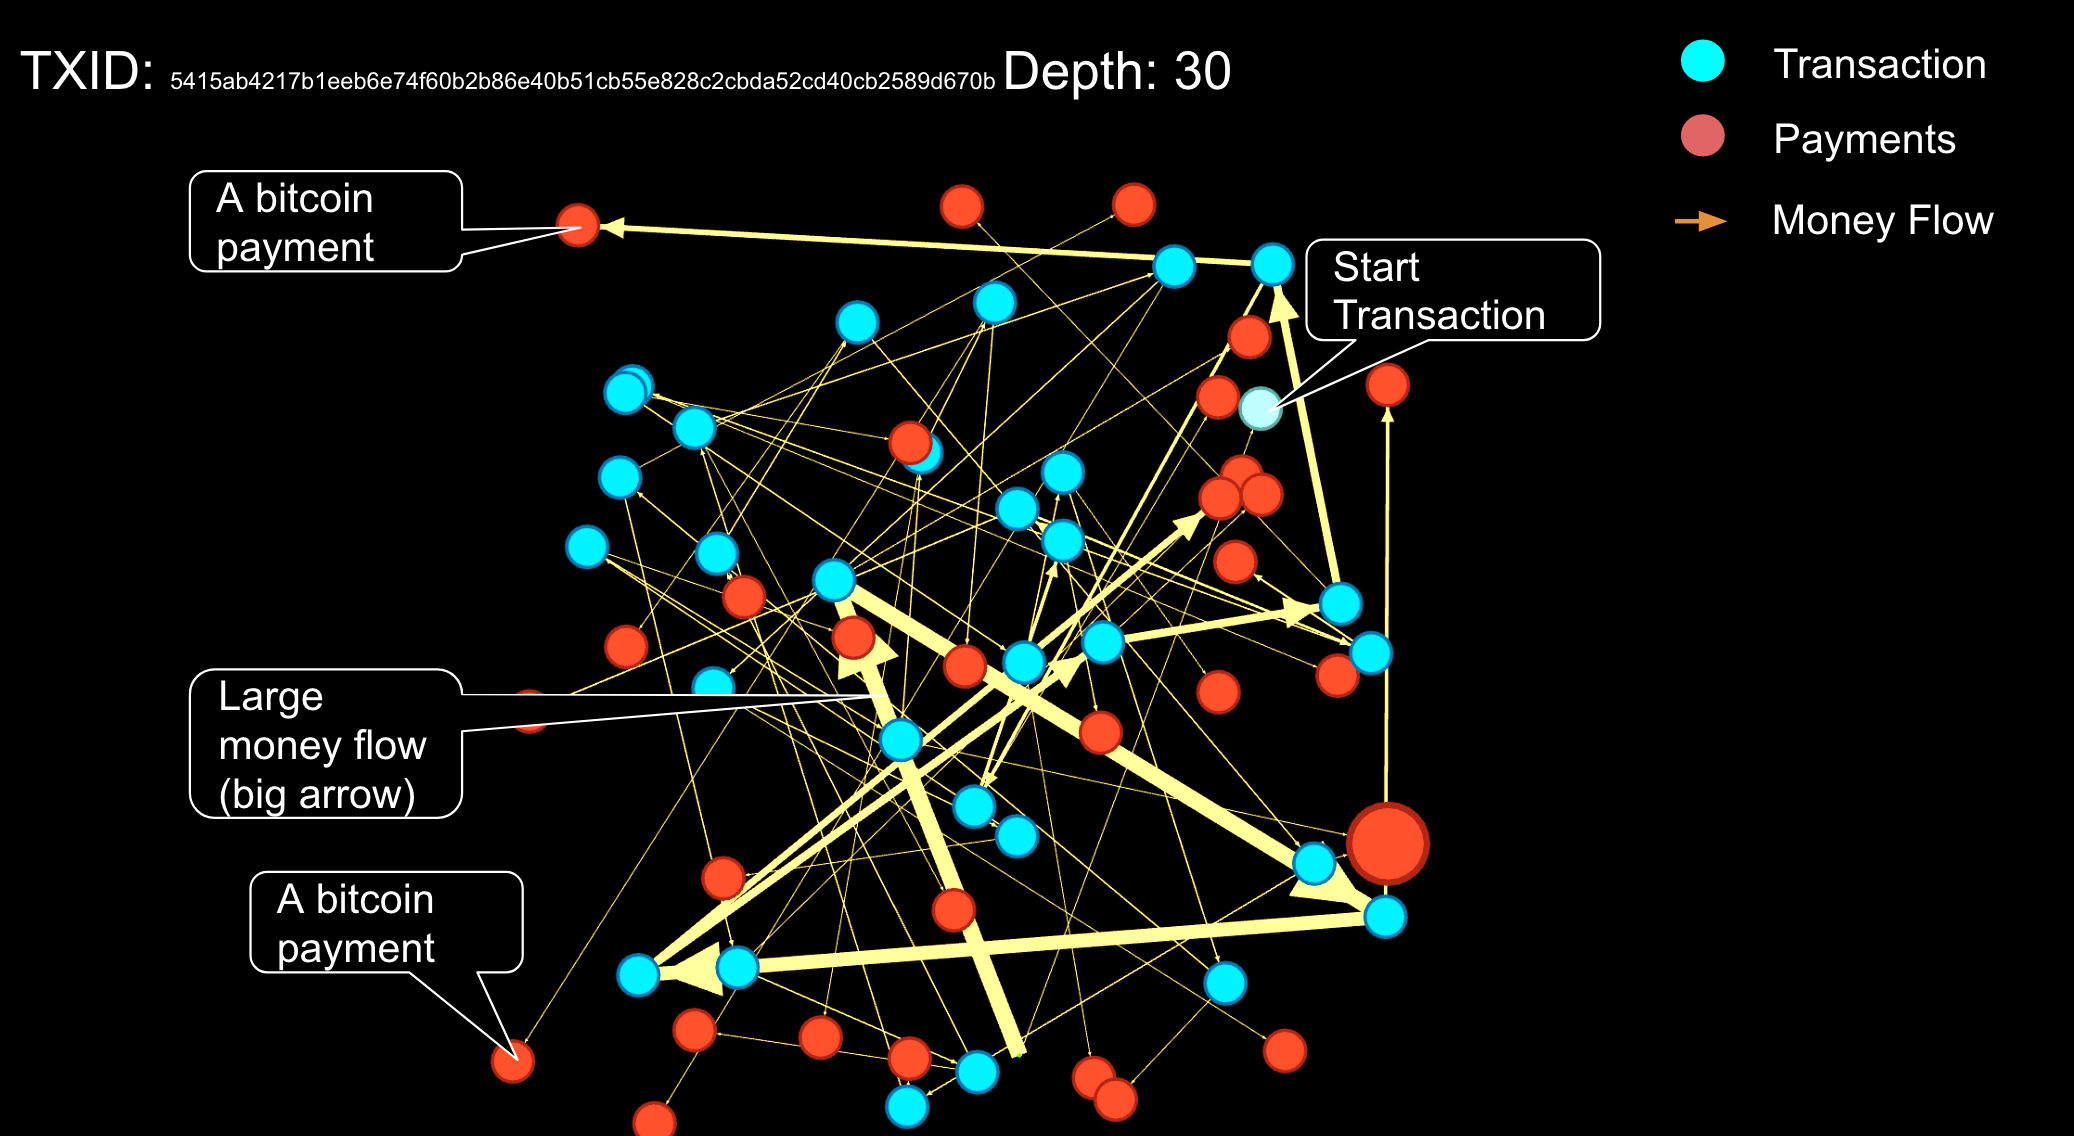 TXID: 5415ab4217b1eeb6e74f60b2b86e40b51cb55e828c2cbda52cd40cb2589d670b Depth: 30
Transaction
Payments
Money Flow
A bitcoin
payment
Start
Transaction
Large
money flow
(big arrow)
A bitcoin
payment